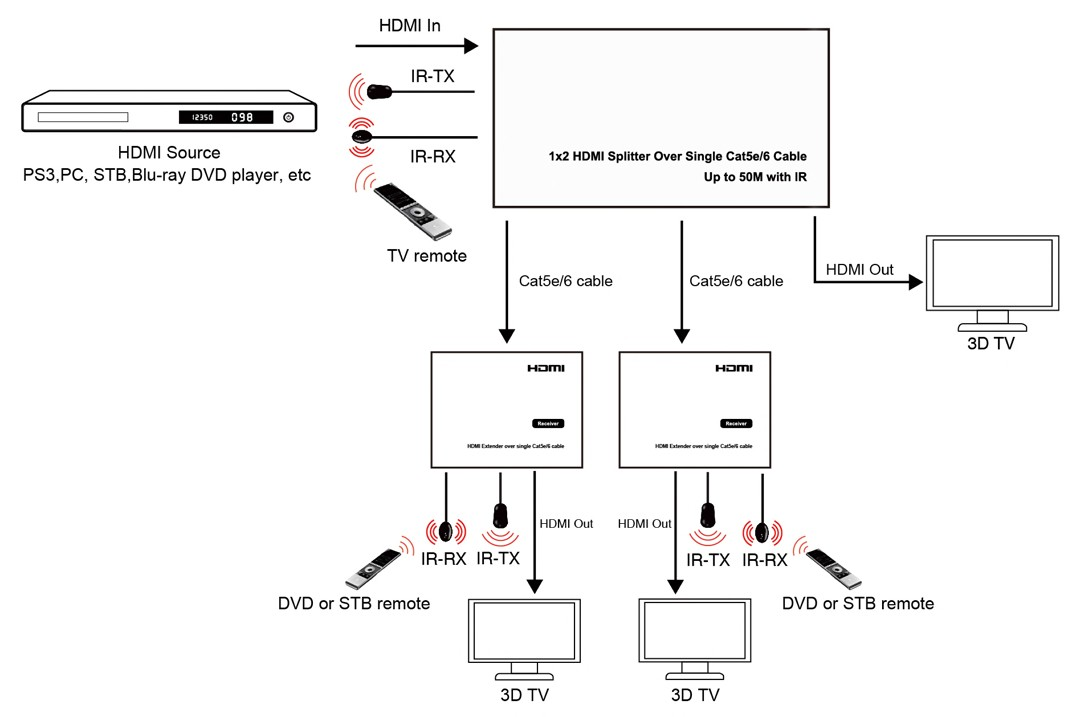 HDMI In
IR-TX
12350 098
HDMI Source
PS3,PC, STB,Blu-ray DVD player, etc
IR-RX
TV remote
1x2 HDMI Splitter Over Single Cat5e/6 Cable
Up to 50M with IR
Cat5e/6 cable
Cat5e/6 cable
HDMI Out
3D TV
HDMI
Receiver
HDMI Extender over single Cat5e/6 cable
HDMI
Receiver
HDMI Extender over single Cat5e/6 cable
HDMI Out
HDMI Out
IR-RX
IR-TX
IR-TX
IR-RX
DVD or STB remote
DVD or STB remote
3D TV
3D TV